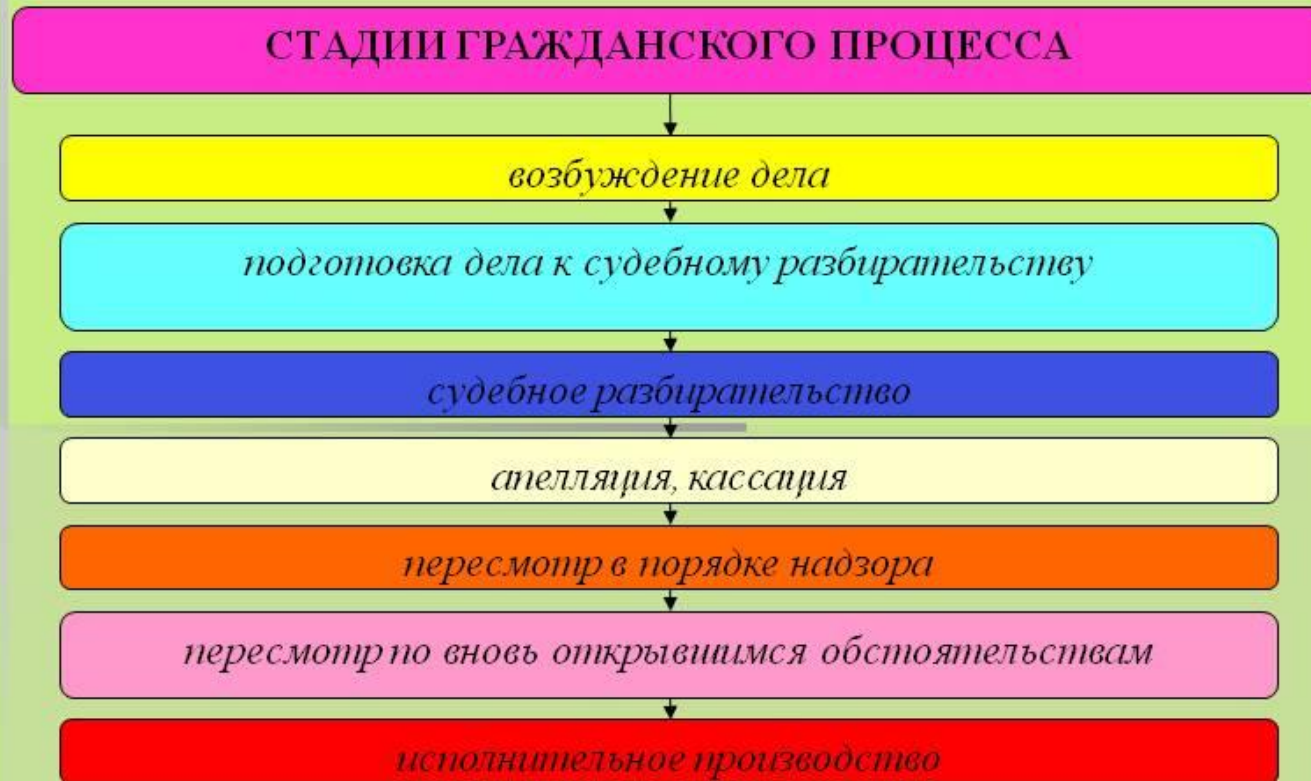 СТАДИИ ГРАЖДАНСКОГО ПРОЦЕССА
возбуждение дела
подготовка дела к судебному разбирательству
судебное разбирательство
апелляция, кассация
пересмотр в порядке надзора
пересмотр по вновь открывшимся обстоятельствам
исполнительное производство